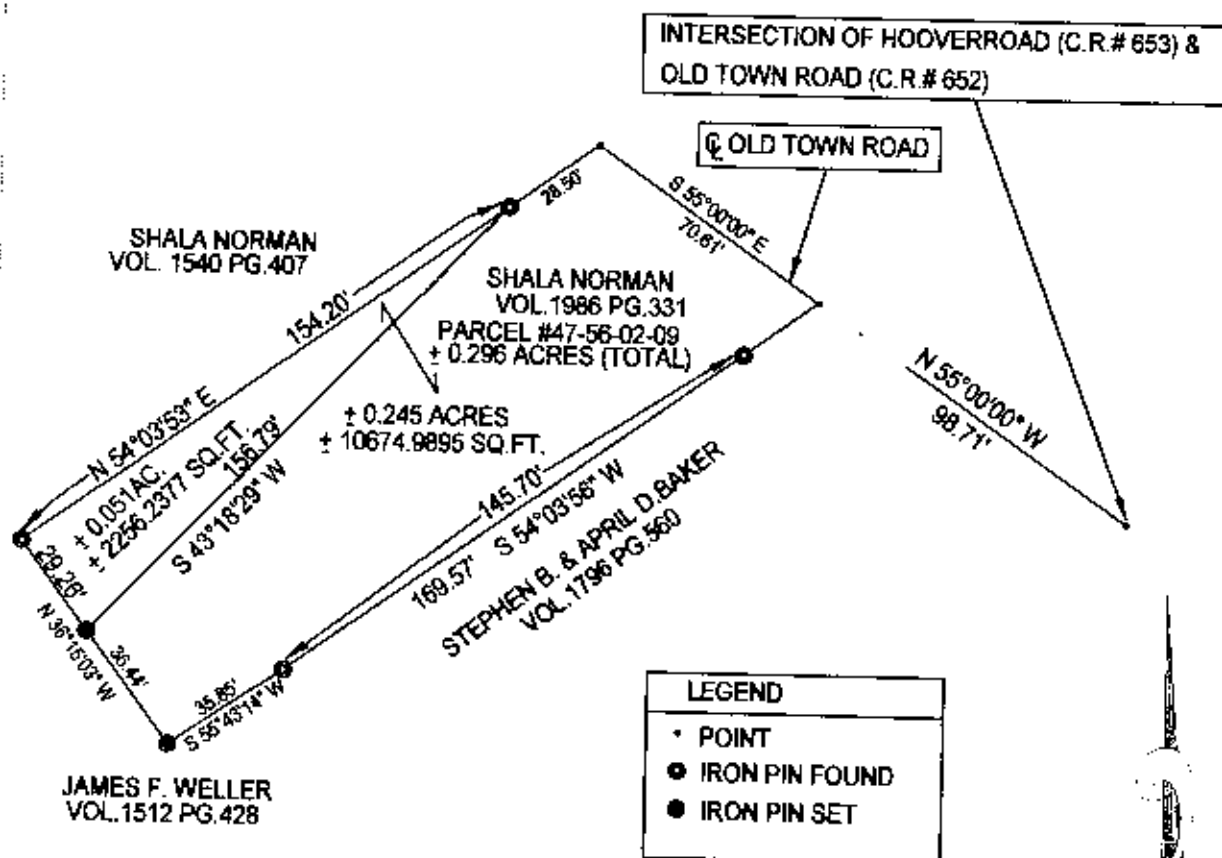 INTERSECTION OF HOOVERROAD (C.R.# 653) &
OLD TOWN ROAD (C.R.# 652)
℄ OLD TOWN ROAD
28.50'
S 55°00'00" E
70.61'
SHALA NORMAN
VOL. 1540 PG.407
SHALA NORMAN
VOL.1986 PG.331
PARCEL #47-56-02-09
± 0.296 ACRES (TOTAL)
154.20'
N 54°03'53" E
± 0.245 ACRES
± 10674.9895 SQ.FT.
± 0.051AC.
± 2256.2377 SQ.FT.
156.79'
S 43°18'29" W
N 55°00'00" W
98.71'
145.70'
169.57' S 54°03'56" W
STEPHEN B. & APRIL D.BAKER
VOL.1796 PG.560
29.26'
N 36°15'03" W
36.44'
35.85'
S 55°43'14" W
JAMES F. WELLER
VOL.1512 PG.428
LEGEND
POINT
IRON PIN FOUND
IRON PIN SET